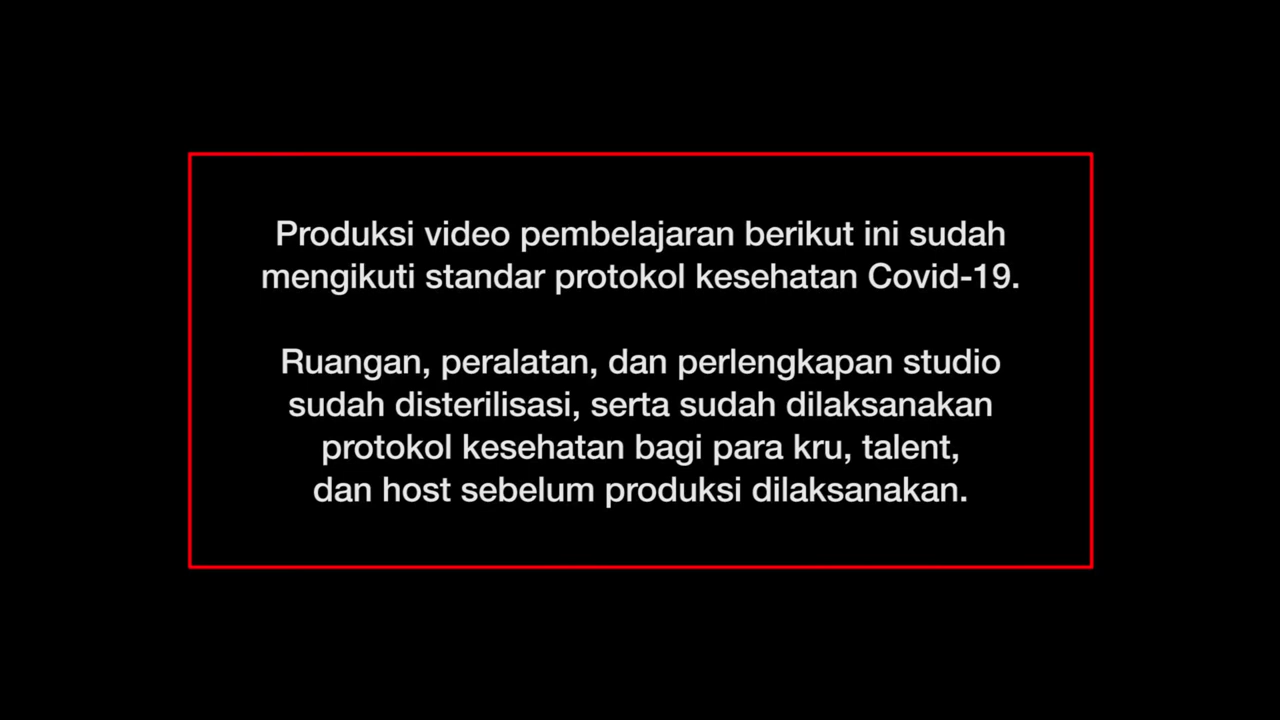 Produksi video pembelajaran berikut ini sudah
mengikuti standar protokol kesehatan Covid-19.
Ruangan, peralatan, dan perlengkapan studio
sudah disterilisasi, serta sudah dilaksanakan
protokol kesehatan bagi para kru, talent,
dan host sebelum produksi dilaksanakan.